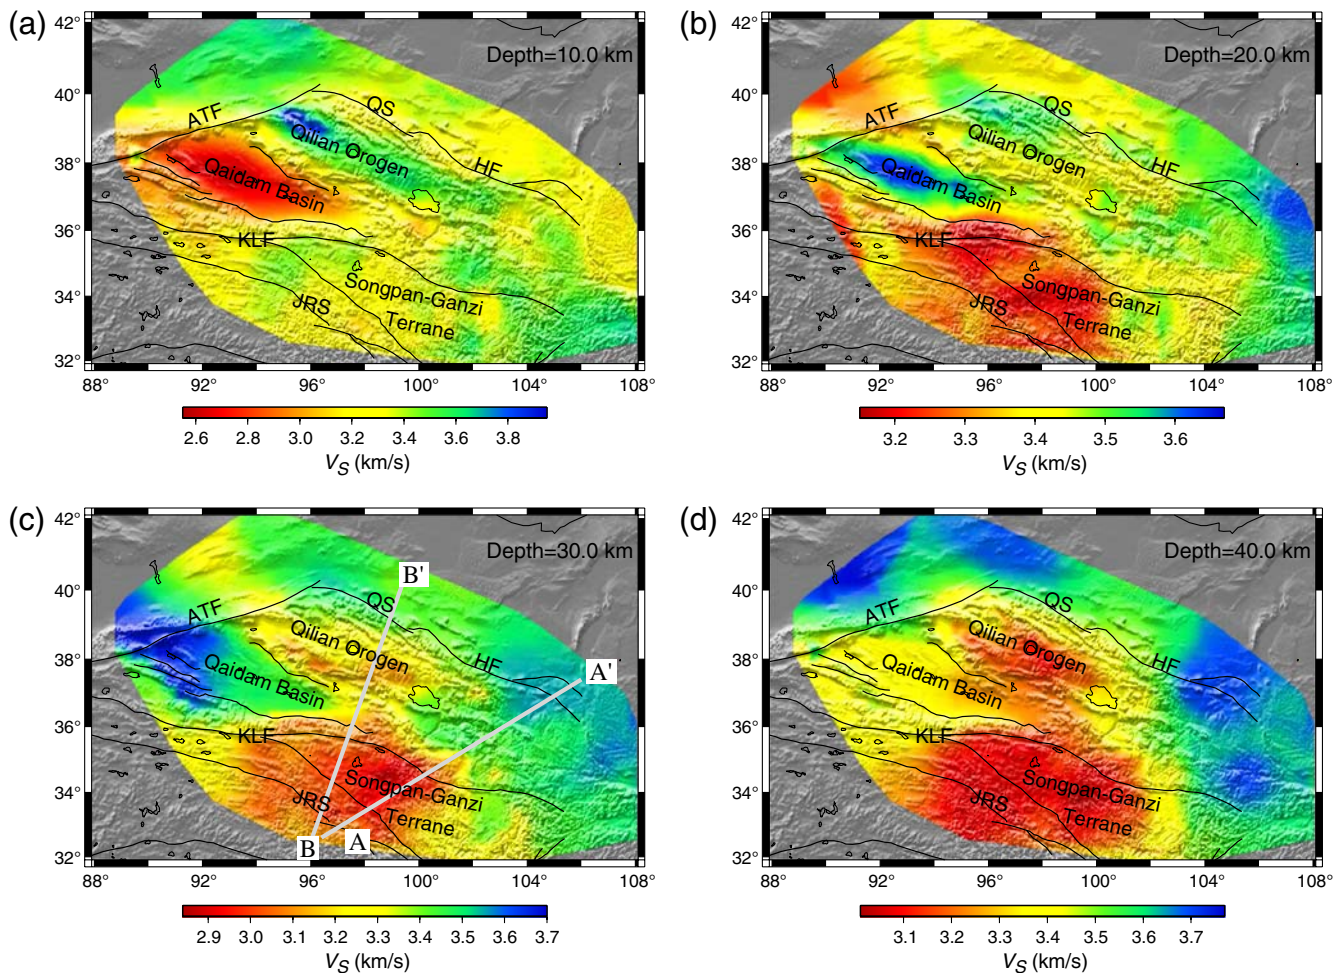 (a)
42°
40°
38°
36°
34°
32°
Depth=10.0 km
ATF
QS
Qilian Orogen
HF
Qaidam Basin
KLF
Songpan-Ganzi
JRS
Terrane
88° 92° 96° 100° 104° 108°
2.6 2.8 3.0 3.2 3.4 3.6 3.8
VS (km/s)
(b)
42°
40°
38°
36°
34°
32°
Depth=20.0 km
ATF
QS
Qilian Orogen
HF
Qaidam Basin
KLF
Songpan-Ganzi
JRS
Terrane
88° 92° 96° 100° 104° 108°
3.2 3.3 3.4 3.5 3.6
VS (km/s)
(c)
42°
40°
38°
36°
34°
32°
Depth=30.0 km
B'
ATF
QS
Qilian Orogen
HF
A'
Qaidam Basin
KLF
Songpan-Ganzi
JRS
Terrane
B A
88° 92° 96° 100° 104° 108°
2.9 3.0 3.1 3.2 3.3 3.4 3.5 3.6 3.7
VS (km/s)
(d)
42°
40°
38°
36°
34°
32°
Depth=40.0 km
ATF
QS
Qilian Orogen
HF
Qaidam Basin
KLF
Songpan-Ganzi
JRS
Terrane
88° 92° 96° 100° 104° 108°
3.1 3.2 3.3 3.4 3.5 3.6 3.7
VS (km/s)